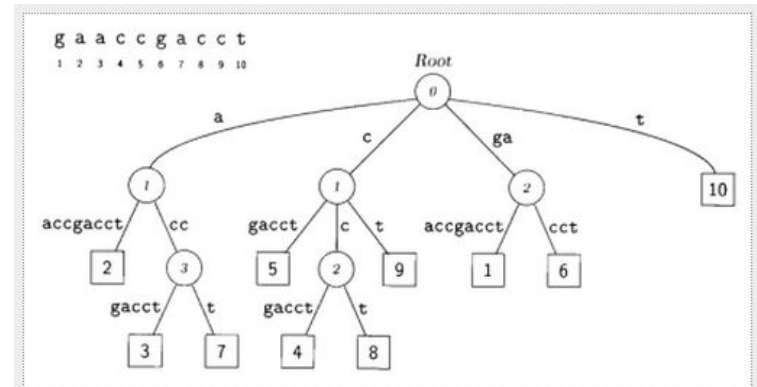 g a a c c g a c c t
1 2 3 4 5 6 7 8 9 10
Root
0
a
c
ga
t
1
1
2
10
accgacct
cc
gacct
c
t
accgacct
cct
2
3
5
2
9
1
6
gacct
t
gacct
t
3
7
4
8